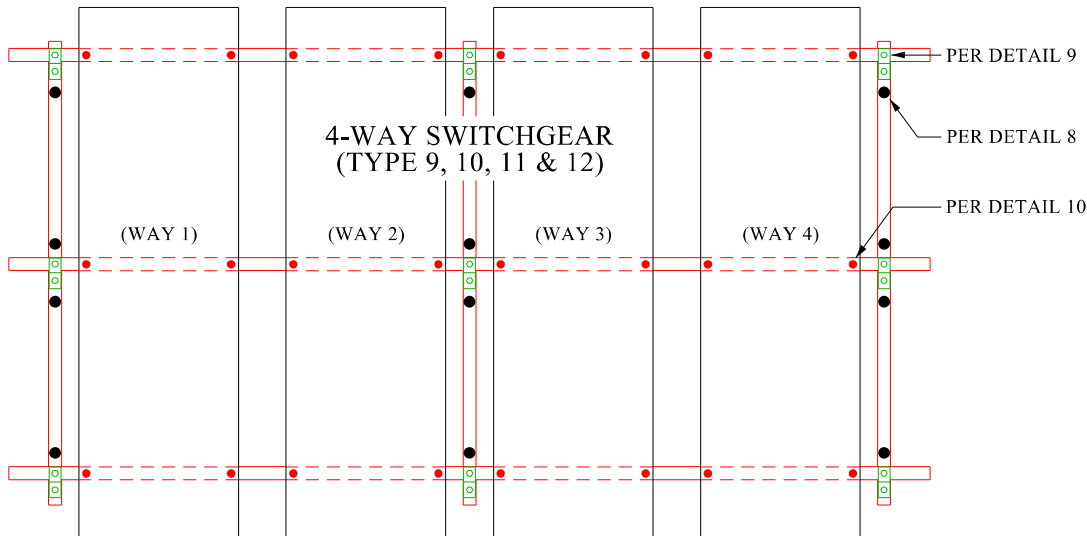 PER DETAIL 9
4-WAY SWITCHGEAR
(TYPE 9, 10, 11 & 12)
PER DETAIL 8
PER DETAIL 10
(WAY 1)
(WAY 2)
(WAY 3)
(WAY 4)